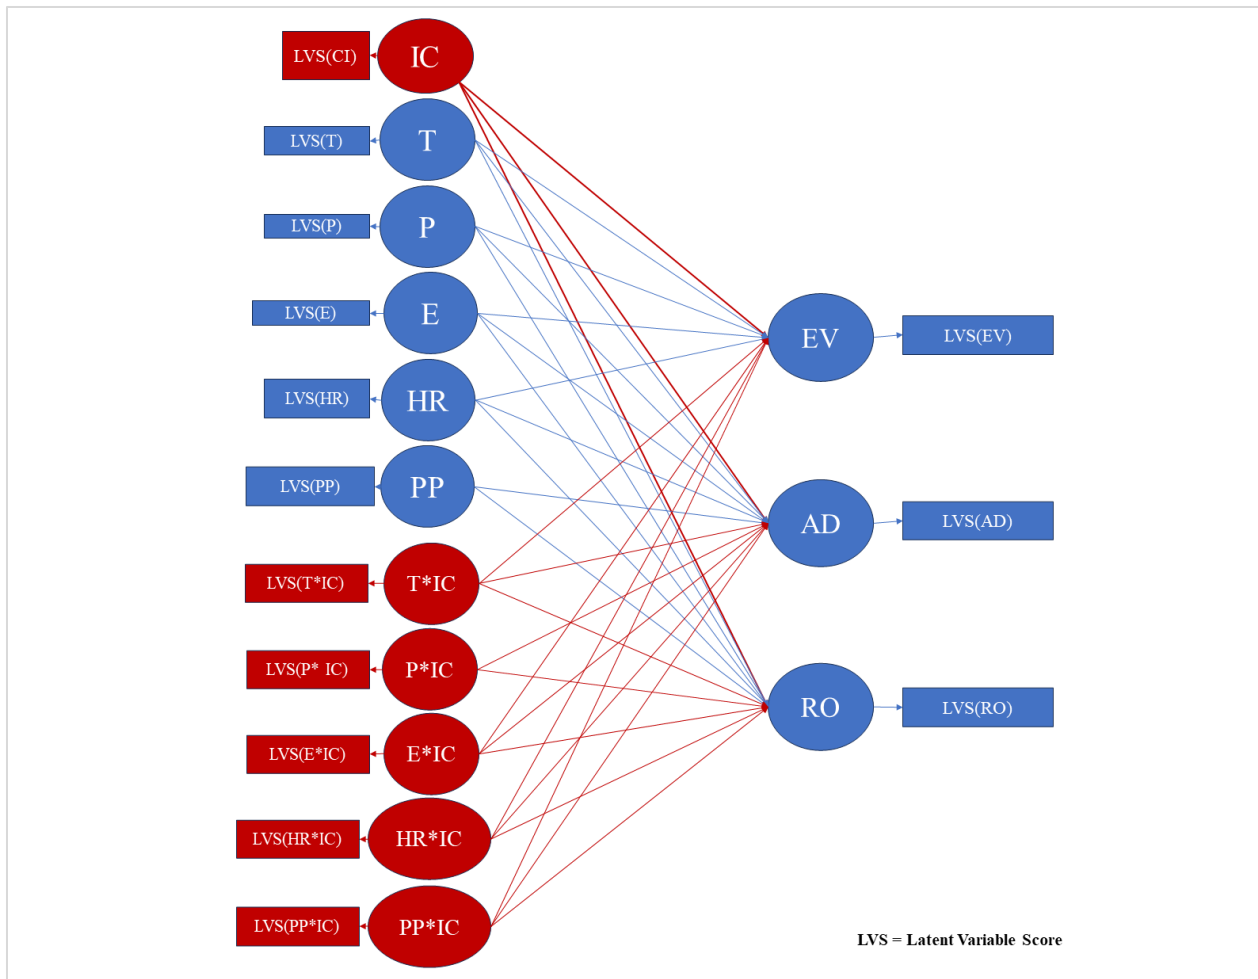 LVS(CI) IC
LVS(T) T
LVS(P) P
LVS(E) E
EV LVS(EV)
LVS(HR) HR
LVS(PP) PP
AD LVS(AD)
LVS(T*IC) T*IC
LVS(P* IC) P*IC
RO LVS(RO)
LVS(E*IC) E*IC
LVS(HR*IC) HR*IC
LVS(PP*IC) PP*IC
LVS = Latent Variable Score